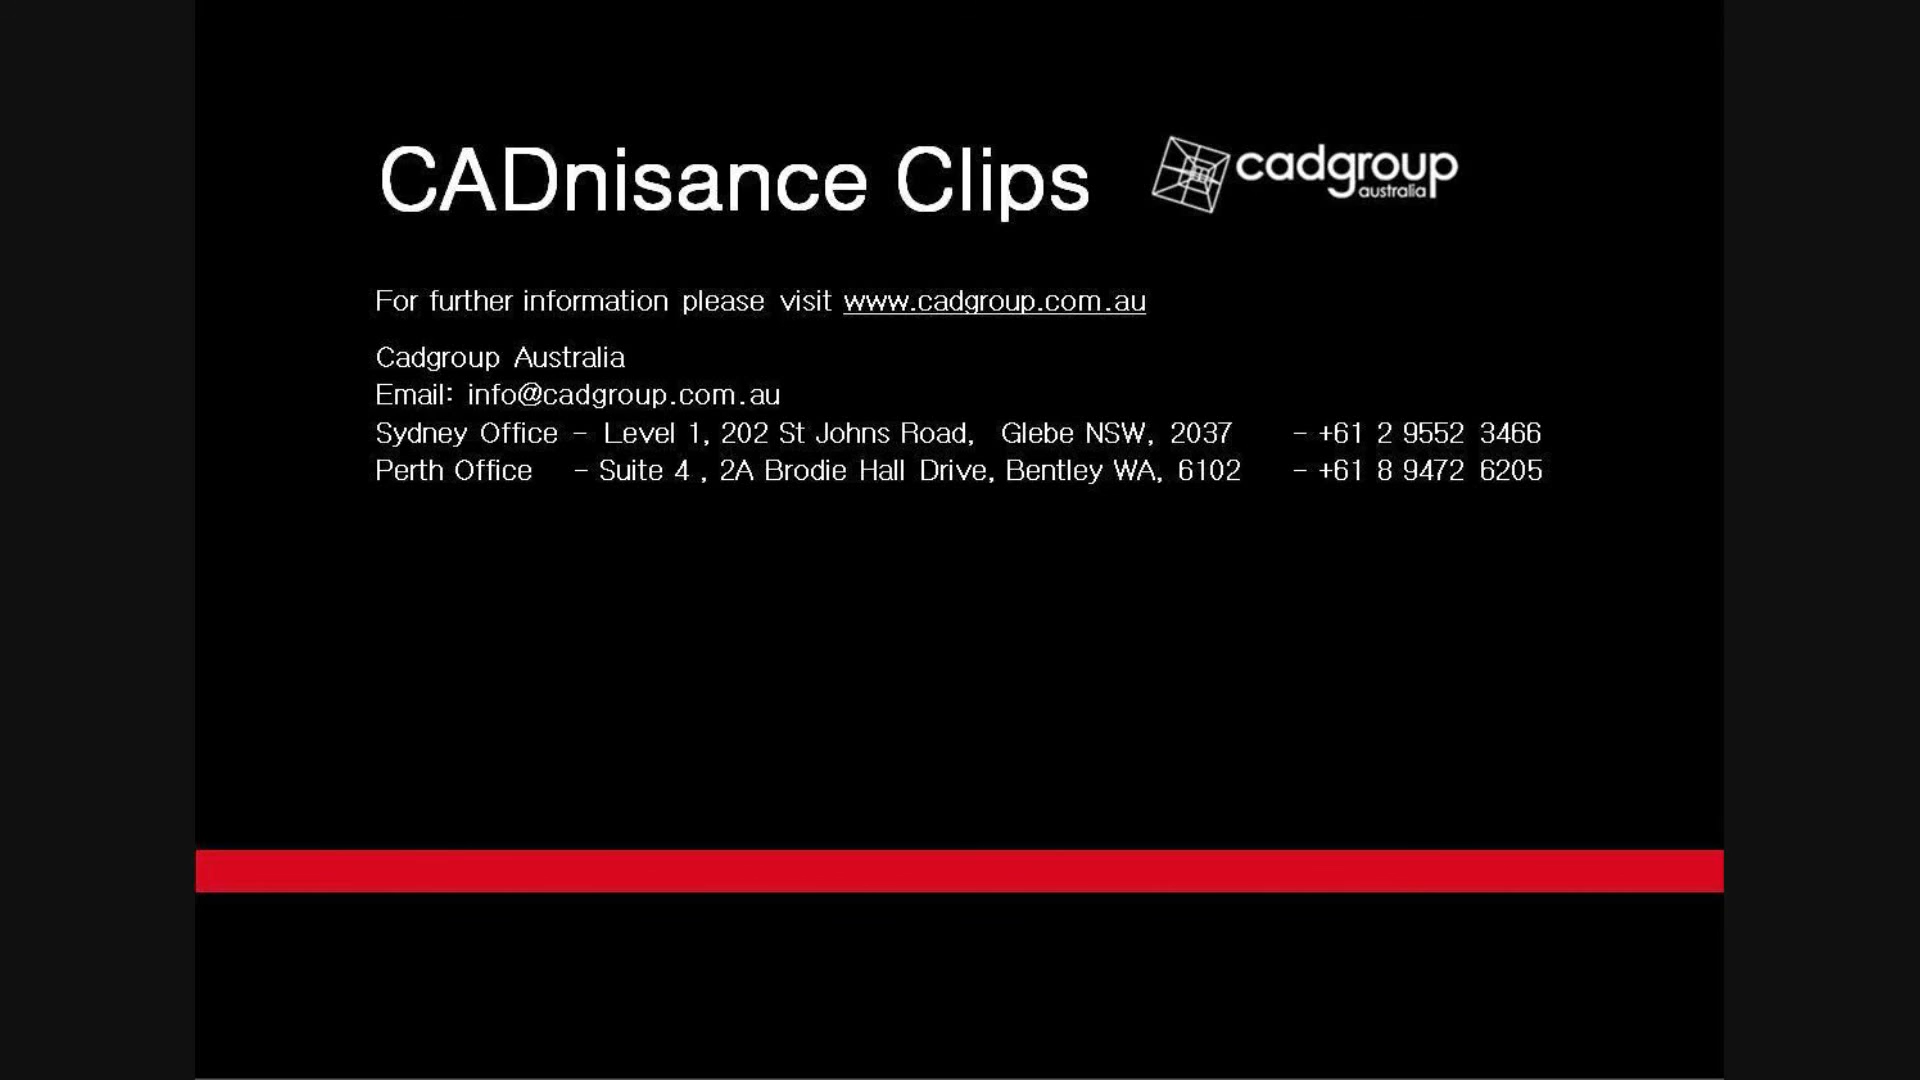 CADnisance Clips
cadgroup
australia
For further information please visit www.cadgroup.com.au
Cadgroup Australia
Email: info@cadgroup.com.au
Sydney Office - Level 1, 202 St Johns Road, Glebe NSW, 2037 - +61 2 9552 3466
Perth Office - Suite 4 , 2A Brodie Hall Drive, Bentley WA, 6102 - +61 8 9472 6205